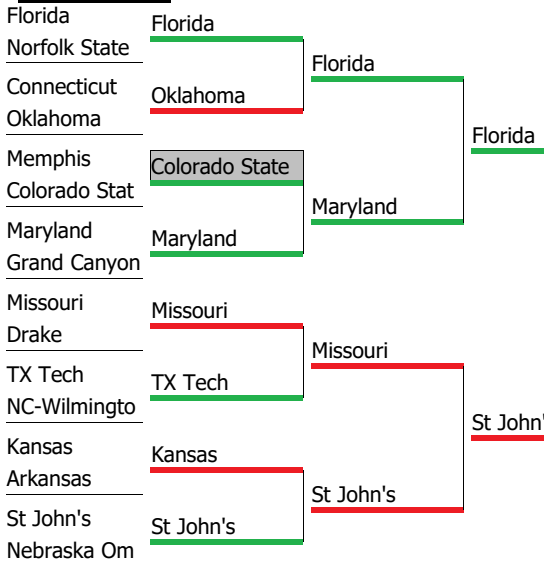 Florida
Norfolk State
Connecticut
Oklahoma
Memphis
Colorado Stat
Maryland
Grand Canyon
Missouri
Drake
TX Tech
NC-Wilmingto
Kansas
Arkansas
St John's
Nebraska Om
Florida
Oklahoma
Colorado State
Maryland
Missouri
TX Tech
Kansas
St John's
Florida
Maryland
Missouri
St John's
Florida
St John'